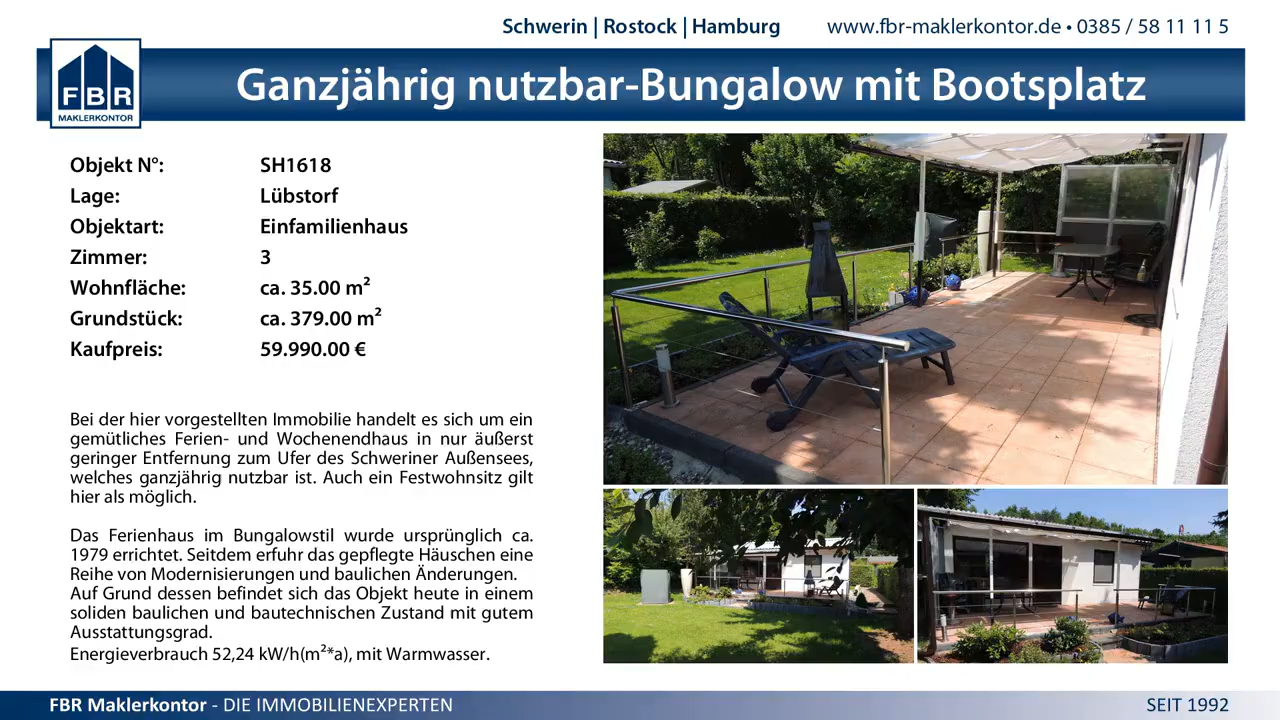 Schwerin | Rostock | Hamburg
www.fbr-maklerkontor.de • 0385 / 58 11 11 5
FBR
MAKLERKONTOR
Ganzjährig nutzbar-Bungalow mit Bootsplatz
Objekt N°: SH1618
Lage: Lübstorf
Objektart: Einfamilienhaus
Zimmer: 3
Wohnfläche: ca. 35.00 m²
Grundstück: ca. 379.00 m²
Kaufpreis: 59.990.00 €
Bei der hier vorgestellten Immobilie handelt es sich um ein
gemütliches Ferien- und Wochenendhaus in nur äußerst
geringer Entfernung zum Ufer des Schweriner Außensees,
welches ganzjährig nutzbar ist. Auch ein Festwohnsitz gilt
hier als möglich.
Das Ferienhaus im Bungalowstil wurde ursprünglich ca.
1979 errichtet. Seitdem erfuhr das gepflegte Häuschen eine
Reihe von Modernisierungen und baulichen Änderungen.
Auf Grund dessen befindet sich das Objekt heute in einem
soliden baulichen und bautechnischen Zustand mit gutem
Ausstattungsgrad.
Energieverbrauch 52,24 kW/h(m²*a), mit Warmwasser.
FBR Maklerkontor - DIE IMMOBILIENEXPERTEN
SEIT 1992